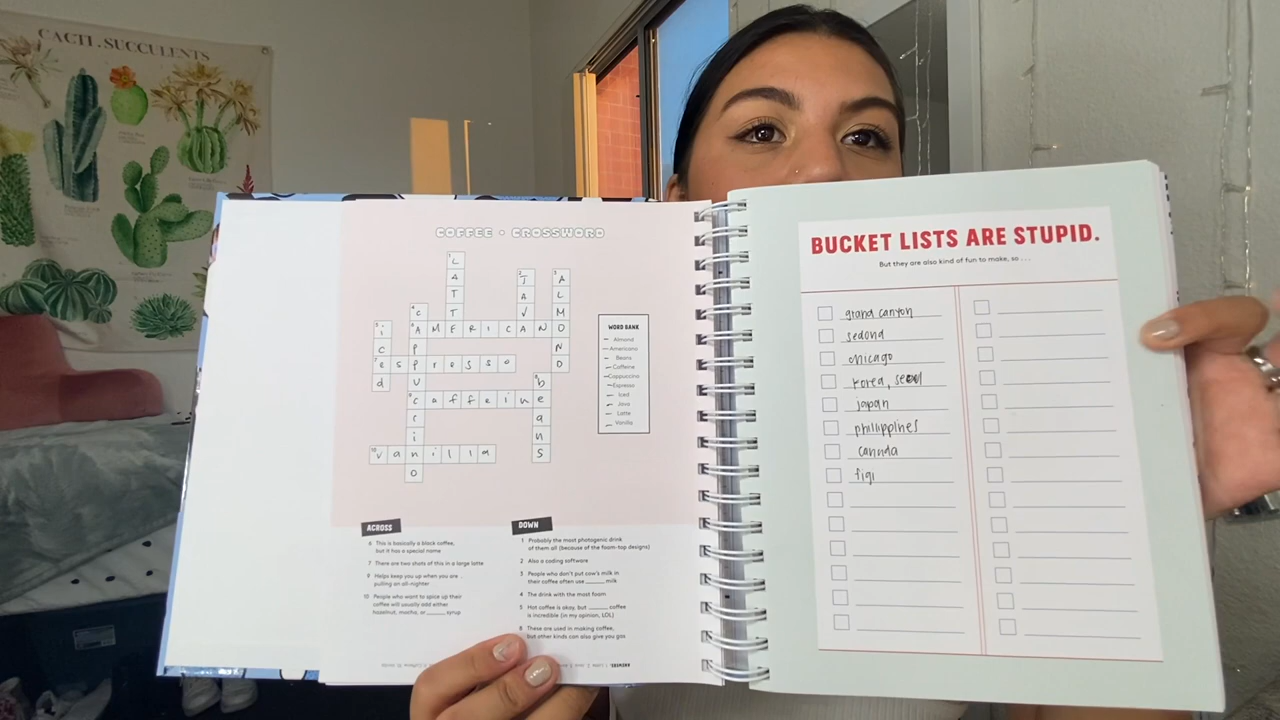 CACTI, SUCCULENTS
COFFEE • CROSSWORD
LATTE
JAVA
ALMOND
cAPPUccino
iced
AMERICANO
espresso
caffeine
beans
vanilla
WORD BANK
Almond
Americano
Beans
Caffeine
Cappuccino
Espresso
Iced
Java
Latte
Vanilla
ACROSS
6 This is basically a black coffee,
but it has a special name
7 There are two shots of this in a large latte
9 Helps keep you up when you are
pulling an all-nighter
10 People who want to spice up their
coffee will usually add either
hazelnut, mocha, or ______ syrup
DOWN
1 Probably the most photogenic drink
of them all (because of the foam-top designs)
2 Also a coding software
3 People who don't put cow's milk in
their coffee often use ______ milk
4 The drink with the most foam
5 Hot coffee is okay, but ______ coffee
is incredible (in my opinion, LOL)
8 These are used in making coffee,
but other kinds can also give you gas
BUCKET LISTS ARE STUPID.
But they are also kind of fun to make, so . . .
grand canyon
sedona
chicago
korea, seoul
japan
philippines
canada
figi